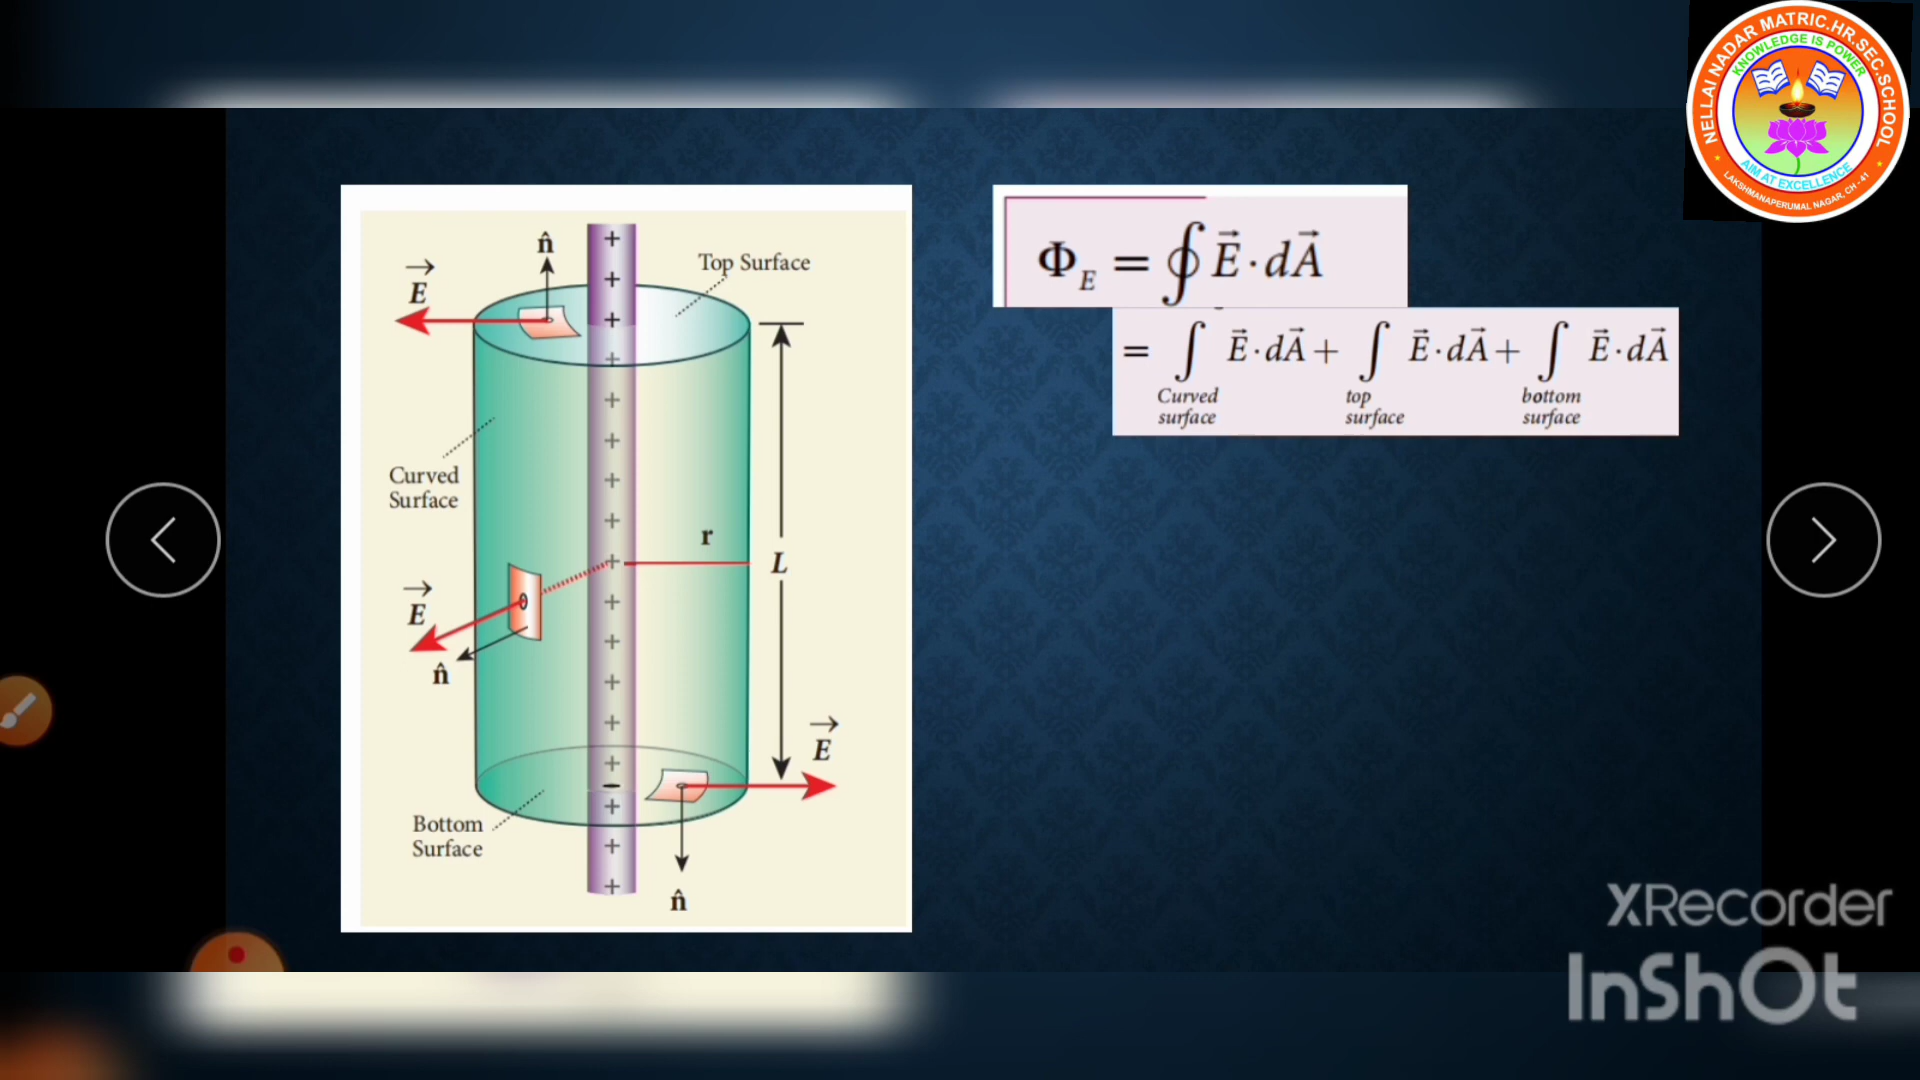 NELLAI NADAR MATRIC.HR.SEC.SCHOOL
KNOWLEDGE IS POWER
AIM AT EXCELLENCE
LAKSHMANAPERUMAL NAGAR, CH - 41
n̂
E⃗
Top Surface
Curved
Surface
r
L
E⃗
n̂
E⃗
Bottom
Surface
n̂
Φ_E = ∮ E⃗ · dA⃗
= ∫ E⃗ · dA⃗ + ∫ E⃗ · dA⃗ + ∫ E⃗ · dA⃗
Curved top bottom
surface surface surface
XRecorder
InShOt